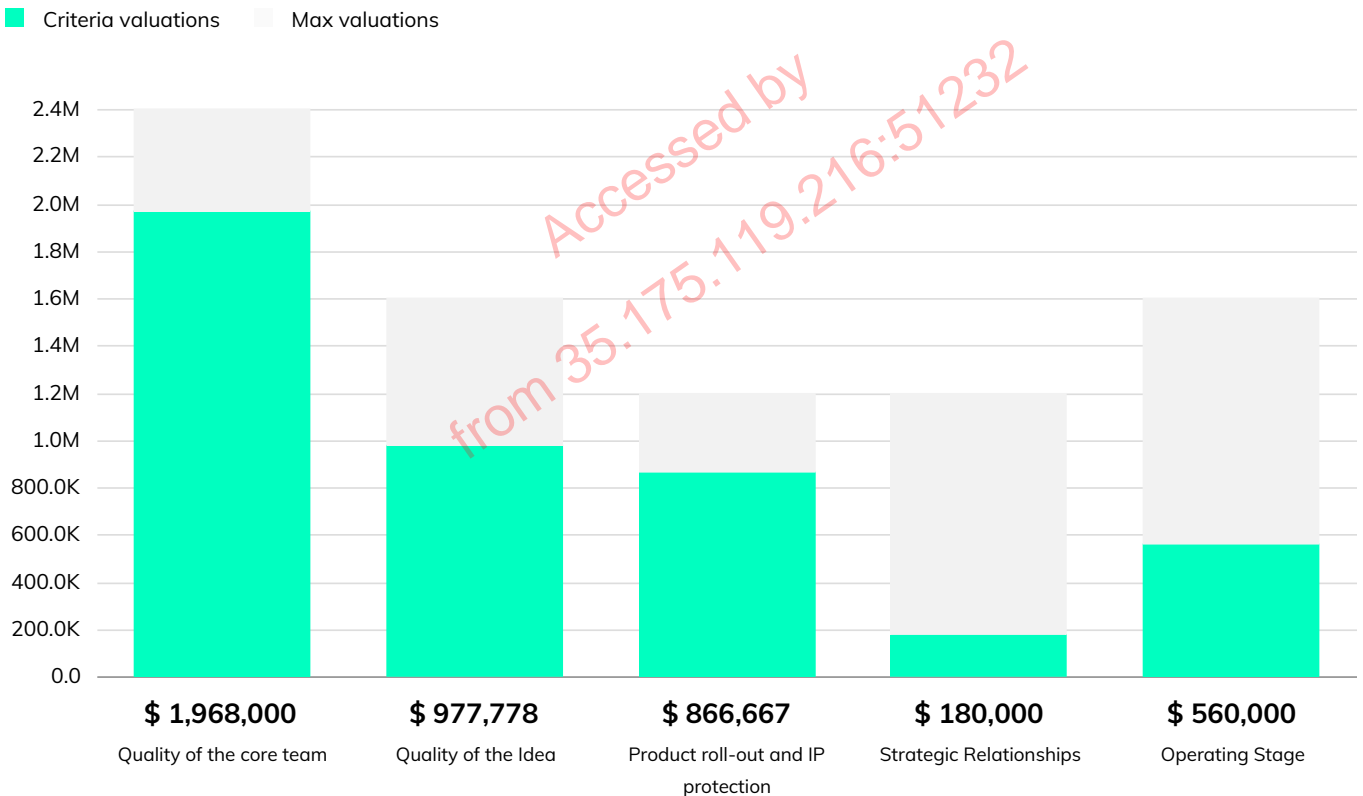 Criteria valuations Max valuations
Accessed by
from 35.175.119.216:51232
2.4M
2.2M
2.0M
1.8M
1.6M
1.4M
1.2M
1.0M
800.0K
600.0K
400.0K
200.0K
0.0
$ 1,968,000 $ 977,778 $ 866,667 $ 180,000 $ 560,000
Quality of the core team Quality of the Idea Product roll-out and IP Strategic Relationships Operating Stage
protection